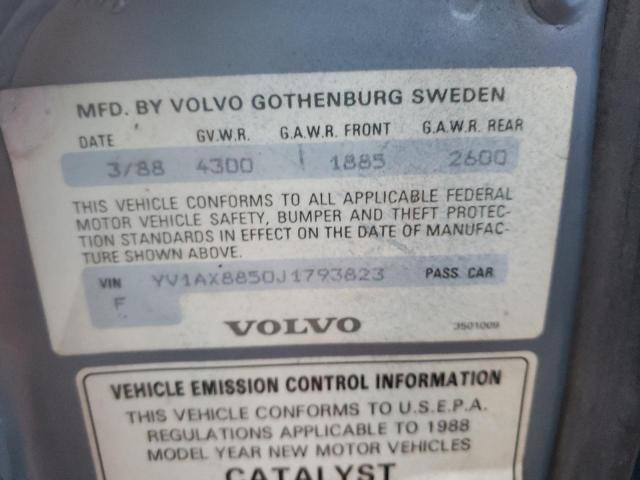 MFD. BY VOLVO GOTHENBURG SWEDEN
DATE GV.W.R. G.A.W.R. FRONT G.A.W.R. REAR
3/88 4300 1885 2600
THIS VEHICLE CONFORMS TO ALL APPLICABLE FEDERAL
MOTOR VEHICLE SAFETY, BUMPER AND THEFT PROTEC-
TION STANDARDS IN EFFECT ON THE DATE OF MANUFAC-
TURE SHOWN ABOVE.
VIN YV1AX8850J1793823 PASS. CAR
F
VOLVO 3501009
VEHICLE EMISSION CONTROL INFORMATION
THIS VEHICLE CONFORMS TO U.S.E.P.A.
REGULATIONS APPLICABLE TO 1988
MODEL YEAR NEW MOTOR VEHICLES
CATALYST